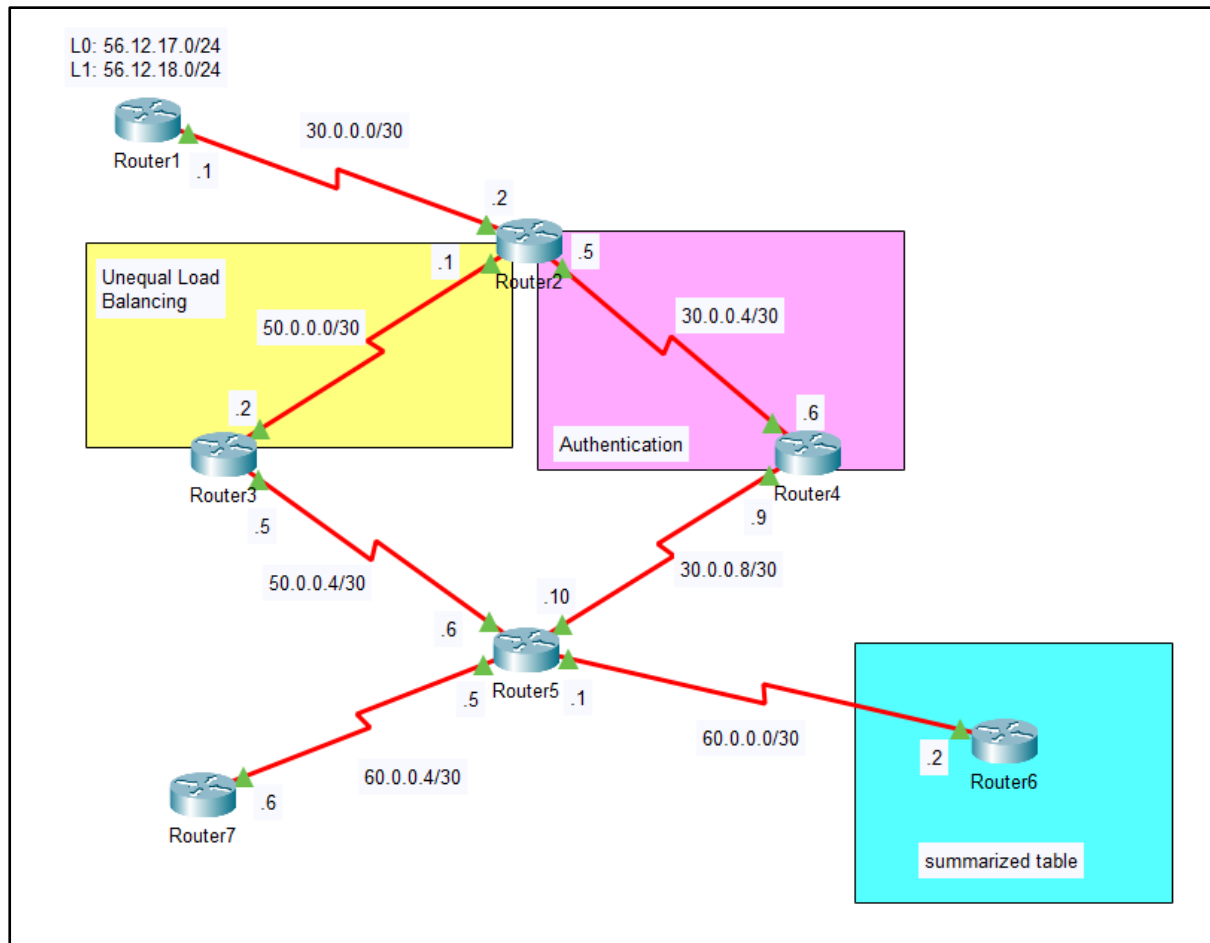 L0: 56.12.17.0/24
L1: 56.12.18.0/24
Router1
.1
30.0.0.0/30
.2
Router2
.1
.5
Unequal Load
Balancing
50.0.0.0/30
30.0.0.4/30
.2
.6
Authentication
Router3
Router4
.5
.9
50.0.0.4/30
30.0.0.8/30
.10
.6
Router5
.5
.1
60.0.0.0/30
.2
Router6
60.0.0.4/30
.6
Router7
summarized table